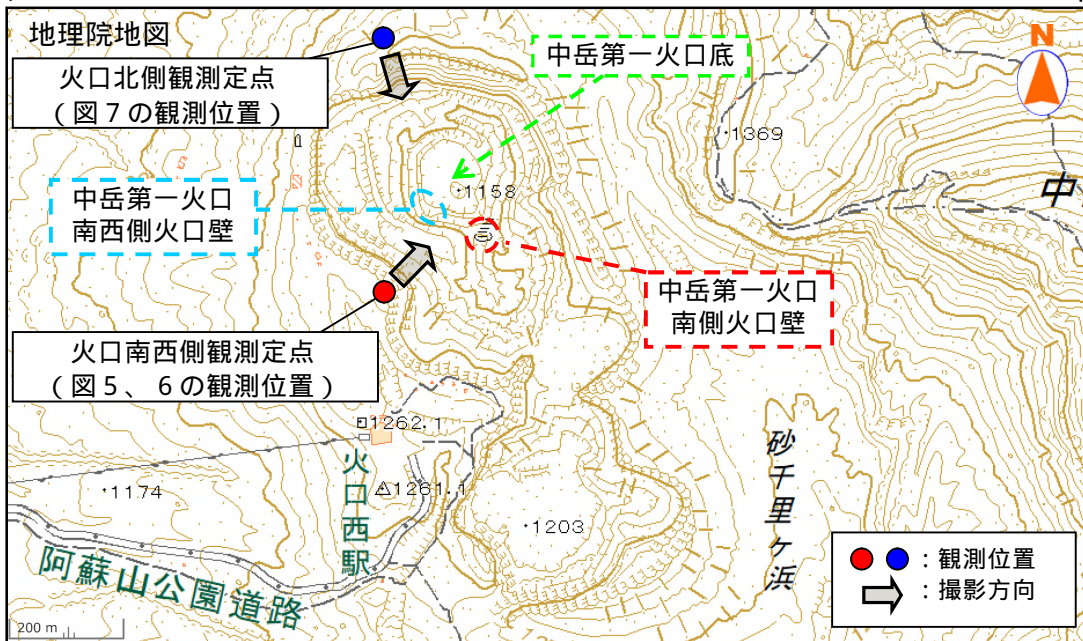 地理院地図
火口北側観測定点
（図７の観測位置）
中岳第一火口底
N
1369
中
1158
中岳第一火口
南西側火口壁
中岳第一火口
南側火口壁
火口南西側観測定点
（図５、６の観測位置）
1262.1
火口西駅
1261.1
1174
1203
砂千里ヶ浜
阿蘇山公園道路
：観測位置
：撮影方向
200 m